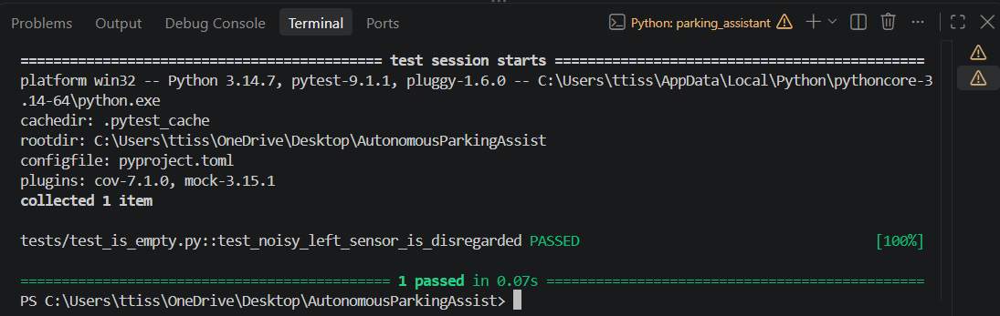 Problems Output Debug Console Terminal Ports Python: parking_assistant
============================================ test session starts =============================================
platform win32 -- Python 3.14.7, pytest-9.1.1, pluggy-1.6.0 -- C:\Users\ttiss\AppData\Local\Python\pythoncore-3
.14-64\python.exe
cachedir: .pytest_cache
rootdir: C:\Users\ttiss\OneDrive\Desktop\AutonomousParkingAssist
configfile: pyproject.toml
plugins: cov-7.1.0, mock-3.15.1
collected 1 item
tests/test_is_empty.py::test_noisy_left_sensor_is_disregarded PASSED [100%]
============================================= 1 passed in 0.07s ==============================================
PS C:\Users\ttiss\OneDrive\Desktop\AutonomousParkingAssist>